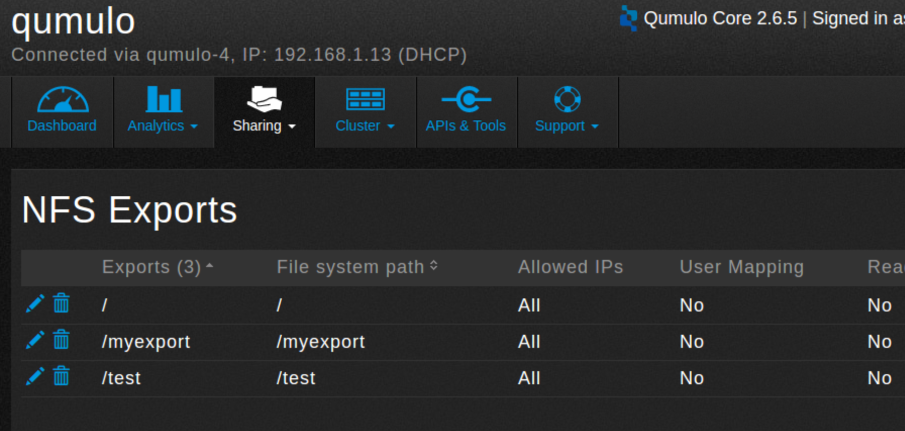 qumulo
Qumulo Core 2.6.5 | Signed in as
Connected via qumulo-4, IP: 192.168.1.13 (DHCP)
Dashboard Analytics Sharing Cluster APIs & Tools Support
NFS Exports
Exports (3) File system path Allowed IPs User Mapping
/ / All No No
/myexport /myexport All No No
/test /test All No No